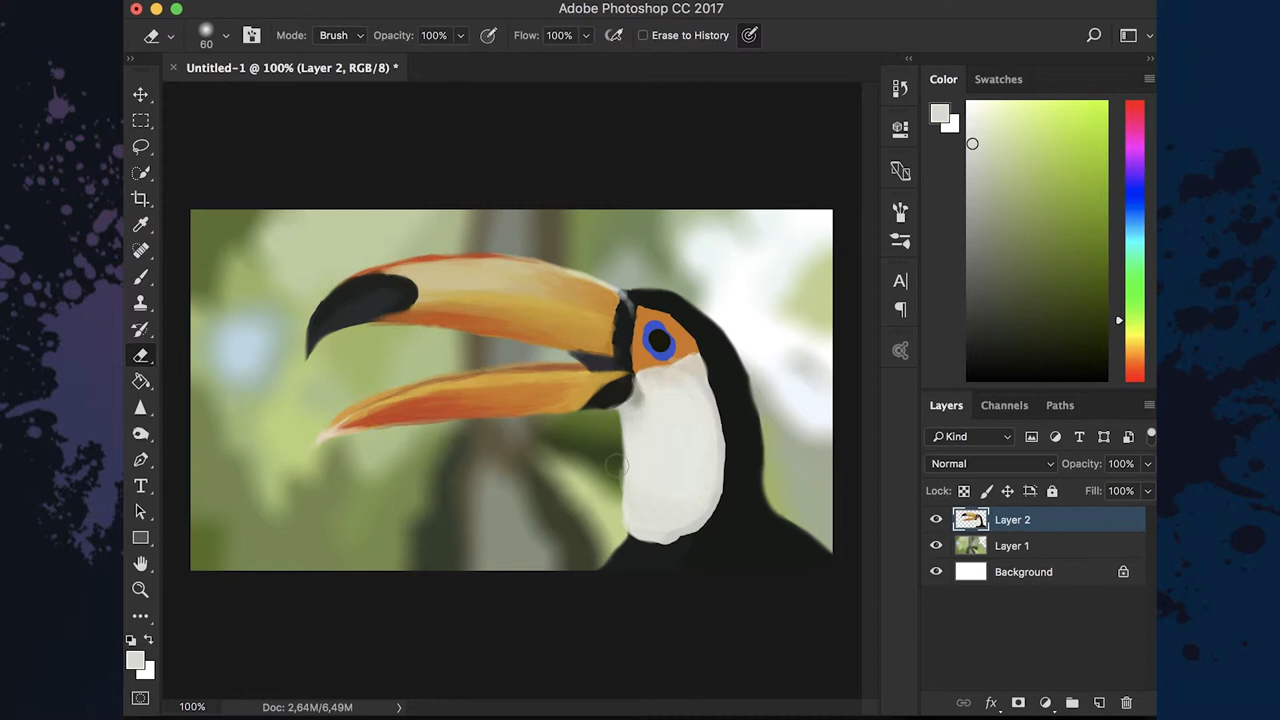 Adobe Photoshop CC 2017
60
Mode: Brush Opacity: 100% Flow: 100% Erase to History
Untitled-1 @ 100% (Layer 2, RGB/8) *
Color Swatches
Layers Channels Paths
Kind
Normal Opacity: 100%
Lock: Fill: 100%
Layer 2
Layer 1
Background
fx
100% Doc: 2,64M/6,49M